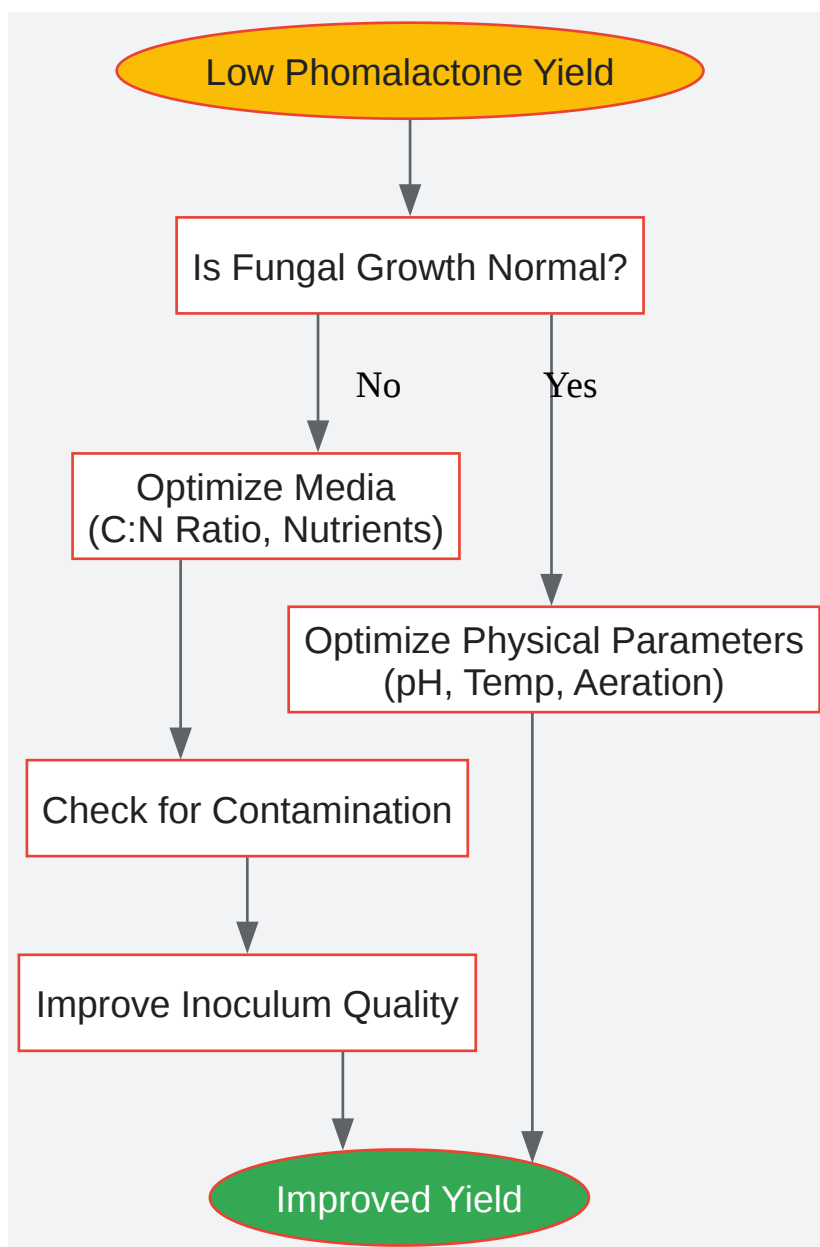 Low Phomalactone Yield
Is Fungal Growth Normal?
No
Yes
Optimize Media
(C:N Ratio, Nutrients)
Optimize Physical Parameters
(pH, Temp, Aeration)
Check for Contamination
Improve Inoculum Quality
Improved Yield